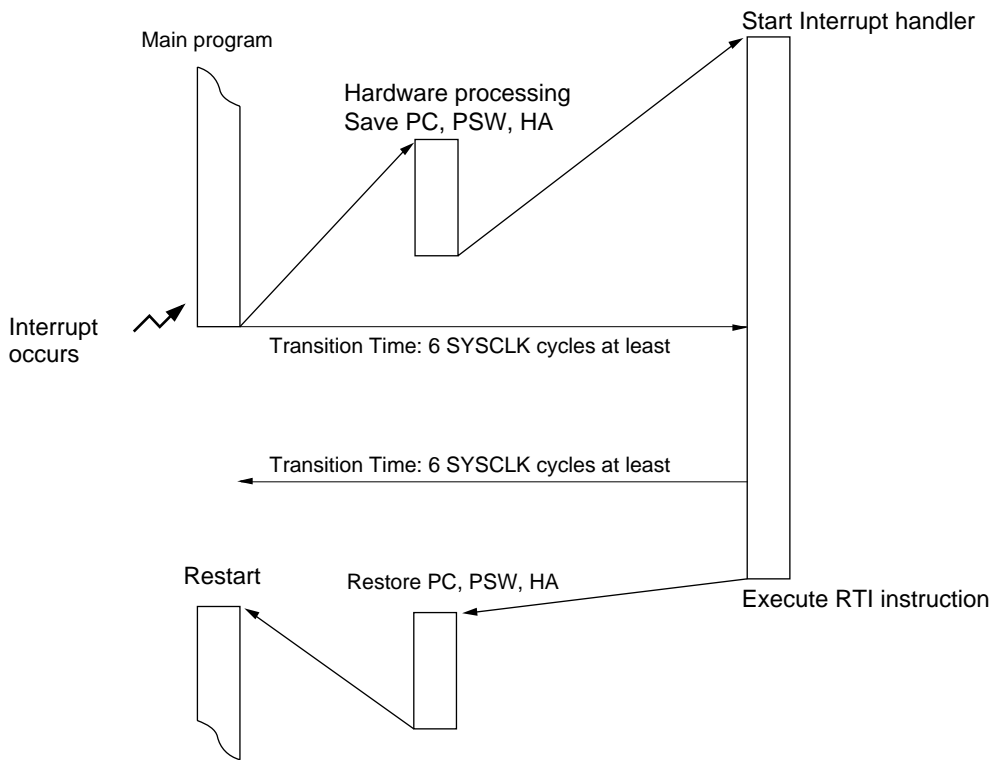 Start Interrupt handler
Main program
Hardware processing
Save PC, PSW, HA
Interrupt
occurs
Transition Time: 6 SYSCLK cycles at least
Transition Time: 6 SYSCLK cycles at least
Restart
Restore PC, PSW, HA
Execute RTI instruction